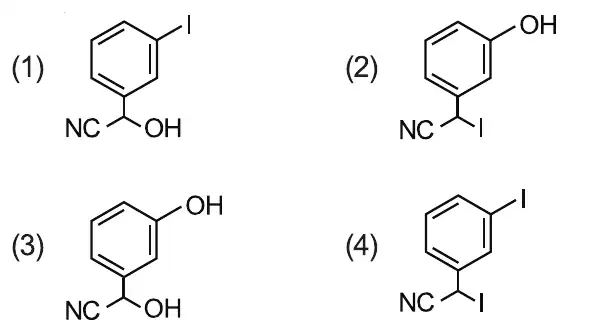 (1) I
NC OH
(2) OH
NC I
(3) OH
NC OH
(4) I
NC I